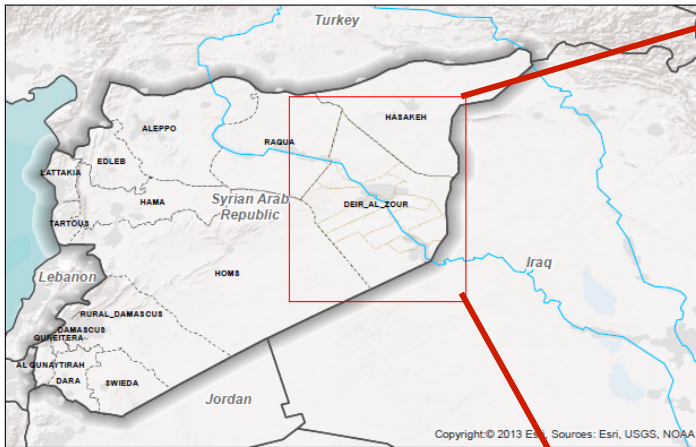 Turkey
HASAKEH
ALEPPO
RAQUA
EDLEB
LATTAKIA
HAMA
Syrian Arab
Republic
DEIR_AL_ZOUR
TARTOUS
Lebanon
HOMS
Iraq
RURAL_DAMASCUS
DAMASCUS
QUNEITERA
AL QUNAYTIRAH
DARA
SWIEDA
Jordan
Copyright:© 2013 Esri, Sources: Esri, USGS, NOAA